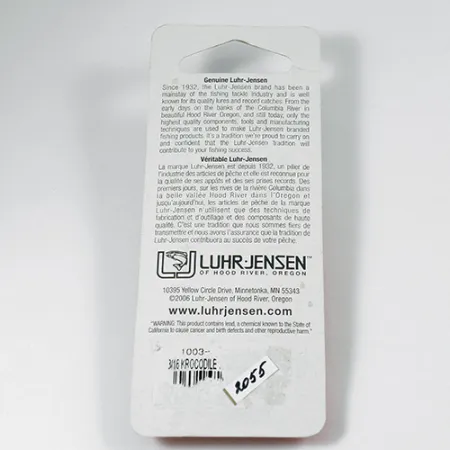 Genuine Luhr-Jensen
Since 1932, the Luhr-Jensen brand has been a
mainstay of the fishing tackle Industry and is well
known for its quality lures and record catches. From the
early days on the banks of the Columbia River in
beautiful Hood River Oregon, and still today, only the
highest quality components, tools and manufacturing
techniques are used to make Luhr-Jensen branded
fishing products. It's a tradition we're proud to carry on
and confident that the Luhr-Jensen tradition will
contribute to your fishing success.
Véritable Luhr-Jensen
La marque Luhr-Jensen est depuis 1932, un pilier de
l'industrie des articles de pêche et elle est reconnue pour
la qualité de ses appâts et des ses prises records. Des
premiers jours, sur les rives de la rivière Columbia dans
la belle vallée Hood River dans l'Oregon et
jusqu'aujourd'hui, les articles de pêche de la marque
Luhr-Jensen n'utilisent que des techniques de
fabrication et d'outillage et des composants de haute
qualité. C'est une tradition que nous sommes fiers de
transmettre et nous avons l'assurance que la tradition de
Luhr-Jensen contribuera au succès de votre pêche.
LUHR-JENSEN™
OF HOOD RIVER, OREGON
10395 Yellow Circle Drive, Minnetonka, MN 55343
©2006 Luhr-Jensen of Hood River, Oregon
www.luhrjensen.com
"WARNING: This product contains lead, a chemical known to the State of
California to cause cancer and birth defects and other reproductive harm."
1003-
3/16 KROCODILE
2055